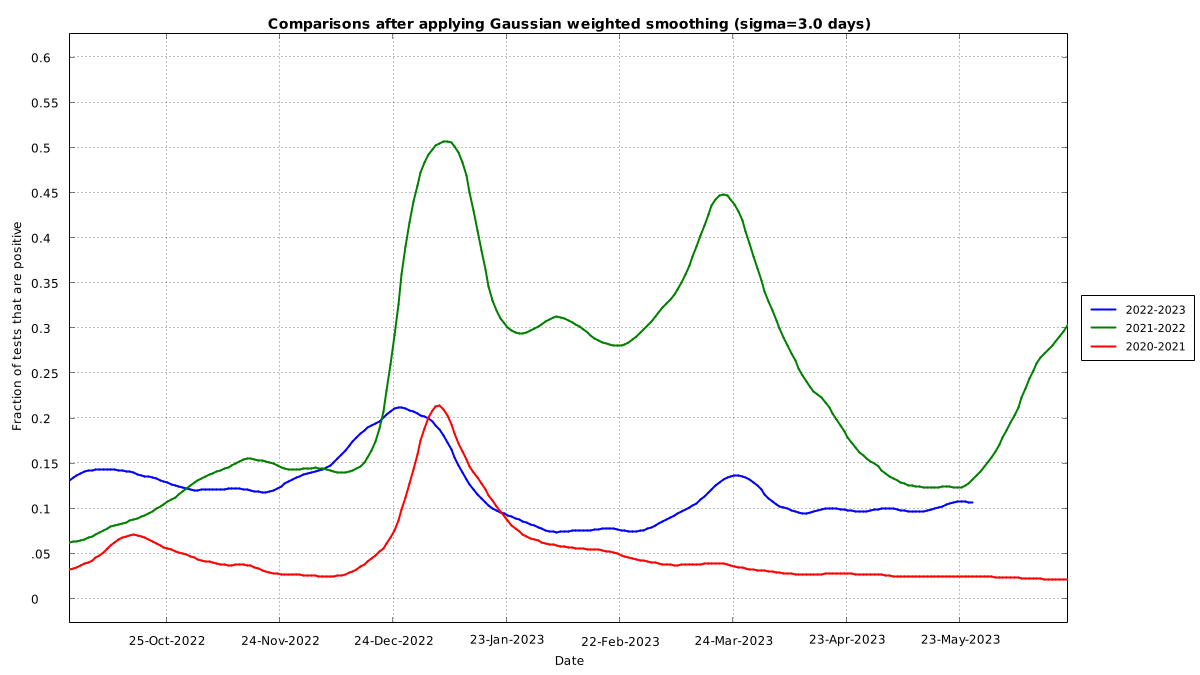 Comparisons after applying Gaussian weighted smoothing (sigma=3.0 days)
Fraction of tests that are positive
0.6
0.55
0.5
0.45
0.4
0.35
0.3
0.25
0.2
0.15
0.1
.05
0
25-Oct-2022
24-Nov-2022
24-Dec-2022
23-Jan-2023
22-Feb-2023
24-Mar-2023
23-Apr-2023
23-May-2023
Date
2022-2023
2021-2022
2020-2021